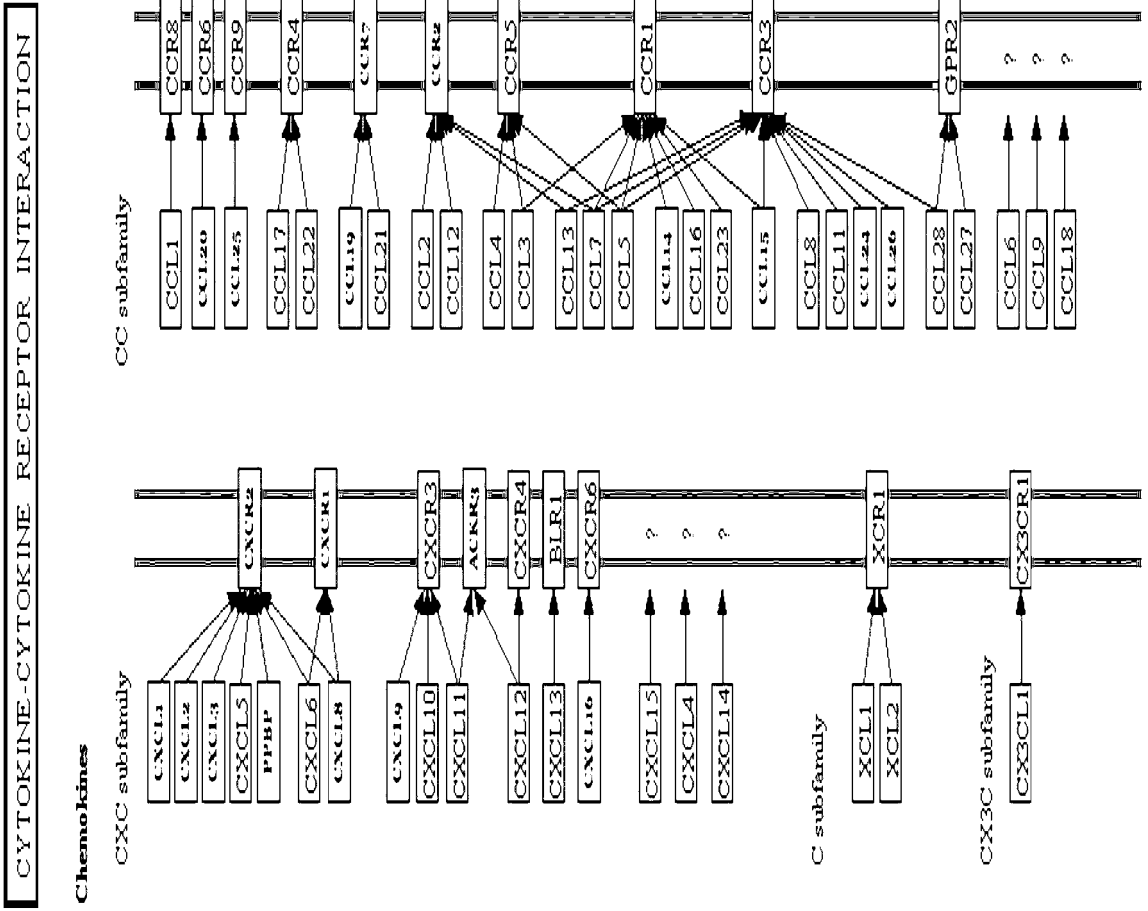 CYTOKINE-CYTOKINE RECEPTOR INTERACTION
Chemokines
CXC subfamily
CXCL1
CXCL2
CXCL3
CXCL5
PPBP
CXCL6
CXCL8
CXCR2
CXCR1
CXCL9
CXCL10
CXCL11
CXCR3
ACKR3
CXCL12
CXCR4
CXCL13
BLR1
CXCL16
CXCR6
CXCL15
?
CXCL4
?
CXCL14
?
C subfamily
XCL1
XCL2
XCR1
CX3C subfamily
CX3CL1
CX3CR1
CC subfamily
CCL1
CCR8
CCL20
CCR6
CCL25
CCR9
CCL17
CCL22
CCR4
CCL19
CCL21
CCR7
CCL2
CCL12
CCR2
CCL4
CCL3
CCR5
CCL13
CCL7
CCL5
CCL14
CCL16
CCL23
CCR1
CCL15
CCL8
CCL11
CCL24
CCL26
CCR3
CCL28
CCL27
GPR2
CCL6
?
CCL9
?
CCL18
?